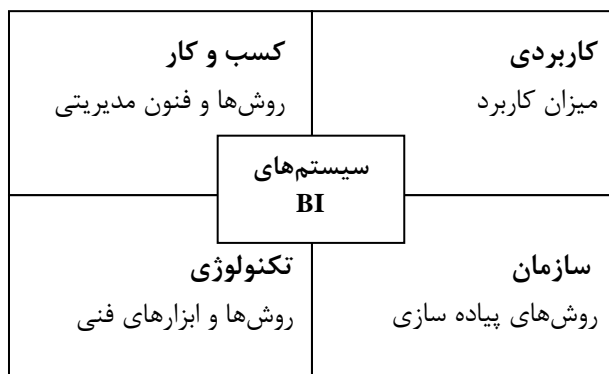 کاربردی
میزان کاربرد
کسب و کار
روش‌ها و فنون مدیریتی
سیستم‌های
BI
سازمان
روش‌های پیاده سازی
تکنولوژی
روش‌ها و ابزارهای فنی